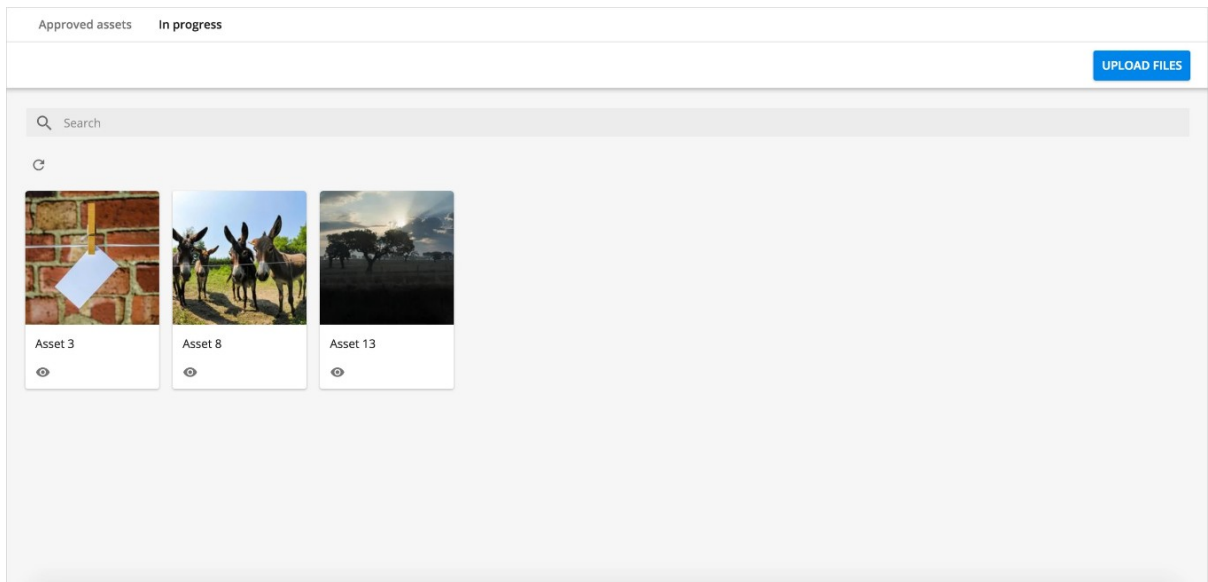 Approved assets In progress
UPLOAD FILES
Search
Asset 3 Asset 8 Asset 13